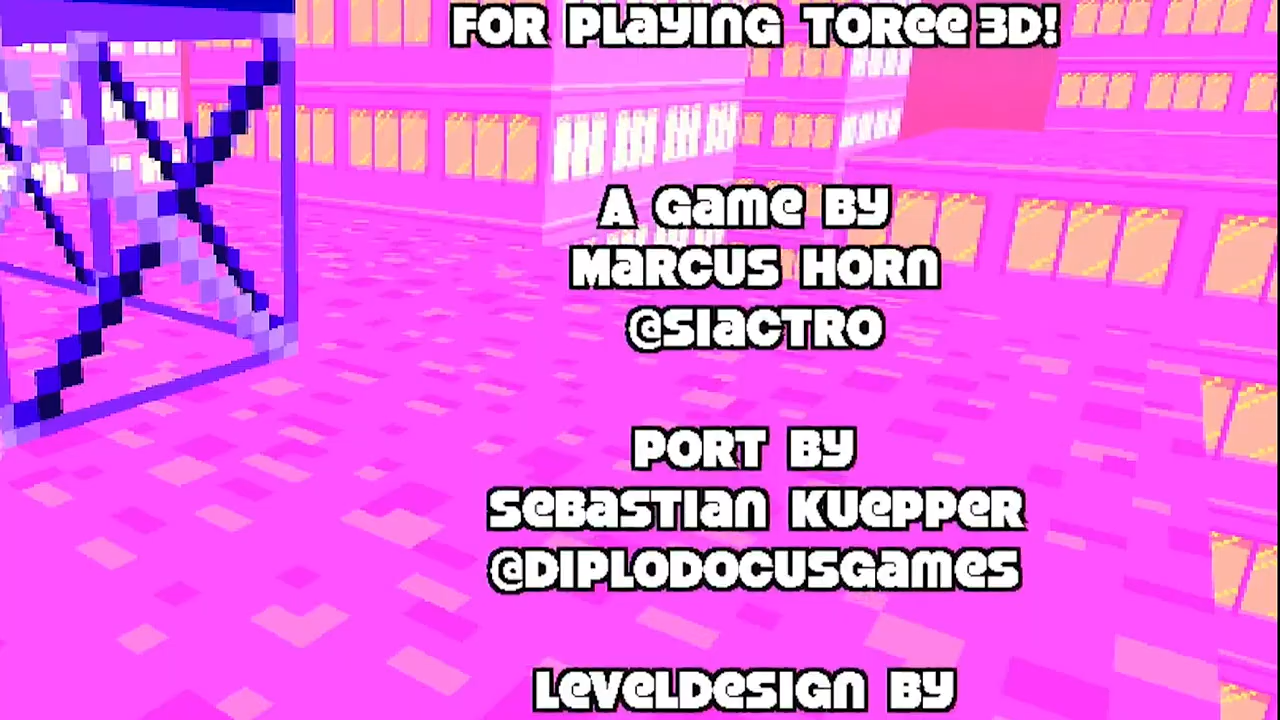 FOR PLAYING TOREE 3D!
A GAME BY
MARCUS HORN
@SIACTRO
PORT BY
SEBASTIAN KUEPPER
@DIPLODOCUSGAMES
LEVELDESIGN BY